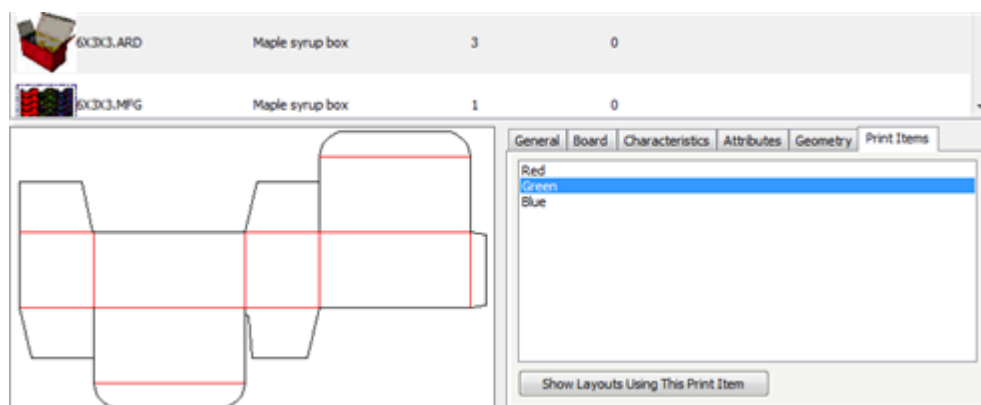 6X3X3.ARD Maple syrup box 3 0
6X3X3.MFG Maple syrup box 1 0
General Board Characteristics Attributes Geometry Print Items
Red
Green
Blue
Show Layouts Using This Print Item